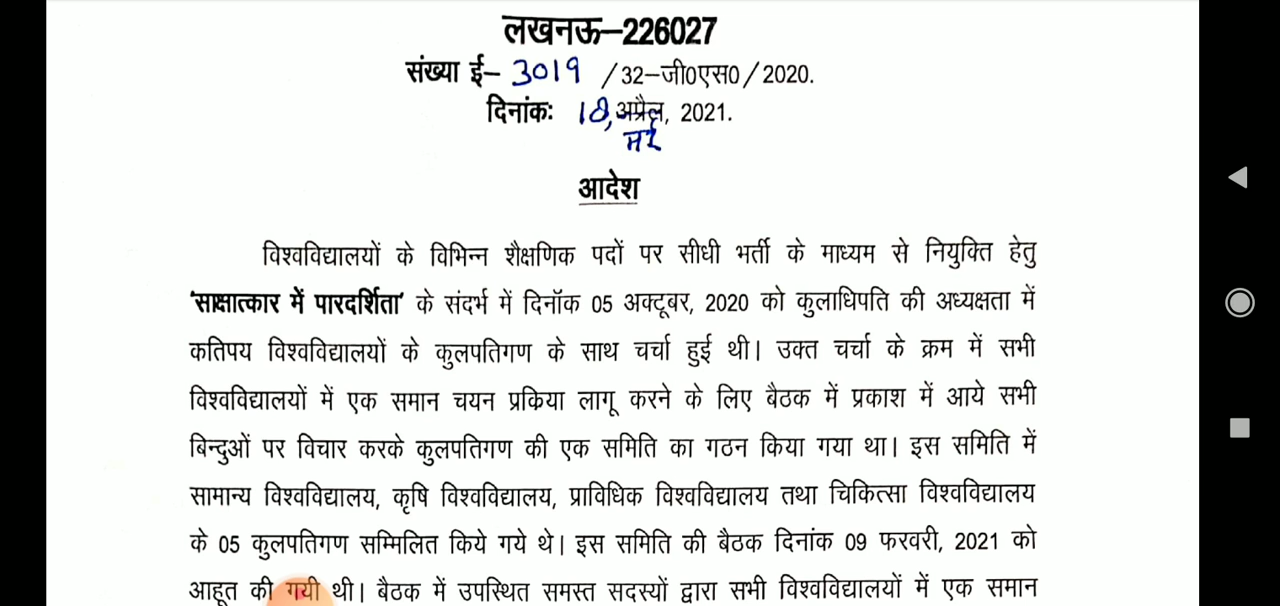 लखनऊ–226027
संख्या ई– 3019 /32–जी0एस0/2020.
दिनांकः 18, अप्रैल, 2021.
मई
आदेश
विश्वविद्यालयों के विभिन्न शैक्षणिक पदों पर सीधी भर्ती के माध्यम से नियुक्ति हेतु
'साक्षात्कार में पारदर्शिता' के संदर्भ में दिनॉक 05 अक्टूबर, 2020 को कुलाधिपति की अध्यक्षता में
कतिपय विश्वविद्यालयों के कुलपतिगण के साथ चर्चा हुई थी। उक्त चर्चा के क्रम में सभी
विश्वविद्यालयों में एक समान चयन प्रक्रिया लागू करने के लिए बैठक में प्रकाश में आये सभी
बिन्दुओं पर विचार करके कुलपतिगण की एक समिति का गठन किया गया था। इस समिति में
सामान्य विश्वविद्यालय, कृषि विश्वविद्यालय, प्राविधिक विश्वविद्यालय तथा चिकित्सा विश्वविद्यालय
के 05 कुलपतिगण सम्मिलित किये गये थे। इस समिति की बैठक दिनांक 09 फरवरी, 2021 को
आहूत की गयी थी। बैठक में उपस्थित समस्त सदस्यों द्वारा सभी विश्वविद्यालयों में एक समान